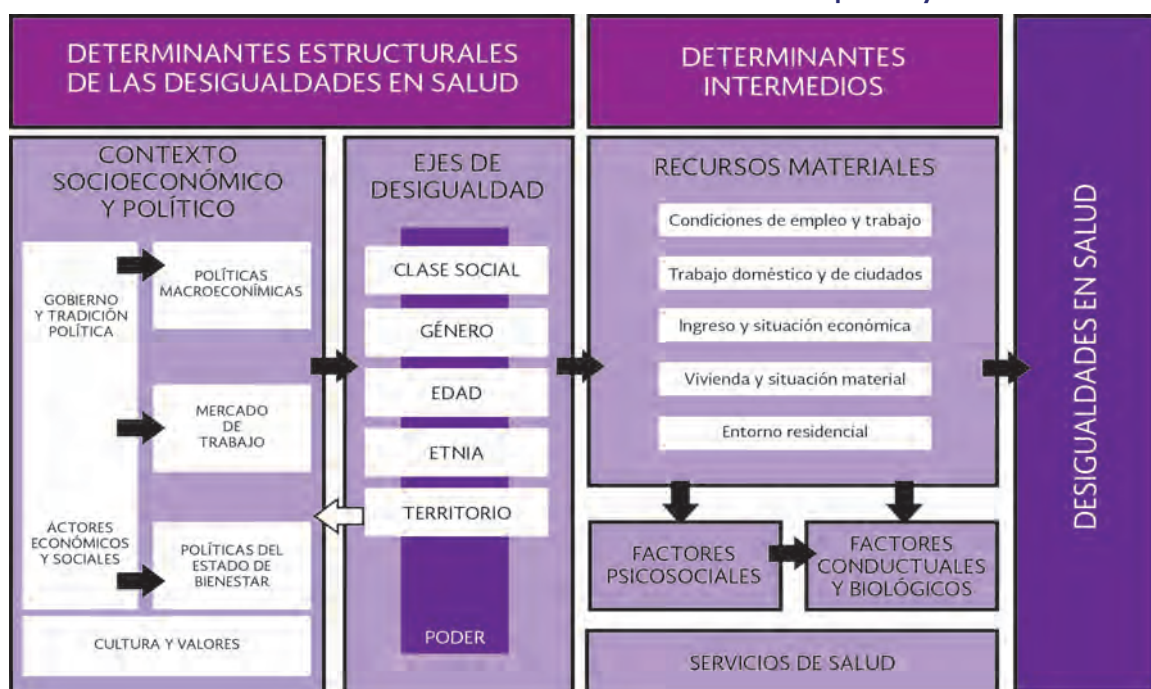 DETERMINANTES ESTRUCTURALES
DE LAS DESIGUALDADES EN SALUD
DETERMINANTES
INTERMEDIOS
CONTEXTO
SOCIOECONÓMICO
Y POLÍTICO
GOBIERNO
Y TRADICIÓN
POLÍTICA
ACTORES
ECONÓMICOS
Y SOCIALES
POLÍTICAS
MACROECONÍMICAS
MERCADO
DE
TRABAJO
POLÍTICAS DEL
ESTADO DE
BIENESTAR
CULTURA Y VALORES
EJES DE
DESIGUALDAD
CLASE SOCIAL
GÉNERO
EDAD
ETNIA
TERRITORIO
PODER
RECURSOS MATERIALES
Condiciones de empleo y trabajo
Trabajo doméstico y de ciudados
Ingreso y situación económica
Vivienda y situación material
Entorno residencial
FACTORES
PSICOSOCIALES
FACTORES
CONDUCTUALES
Y BIOLÓGICOS
SERVICIOS DE SALUD
DESIGUALDADES EN SALUD